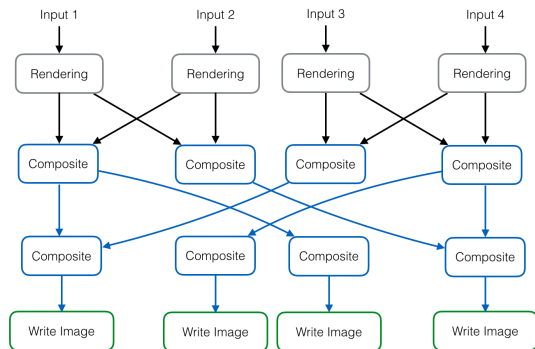 Input 1 Input 2 Input 3 Input 4
Rendering Rendering Rendering Rendering
Composite Composite Composite Composite
Composite Composite Composite Composite
Write Image Write Image Write Image Write Image